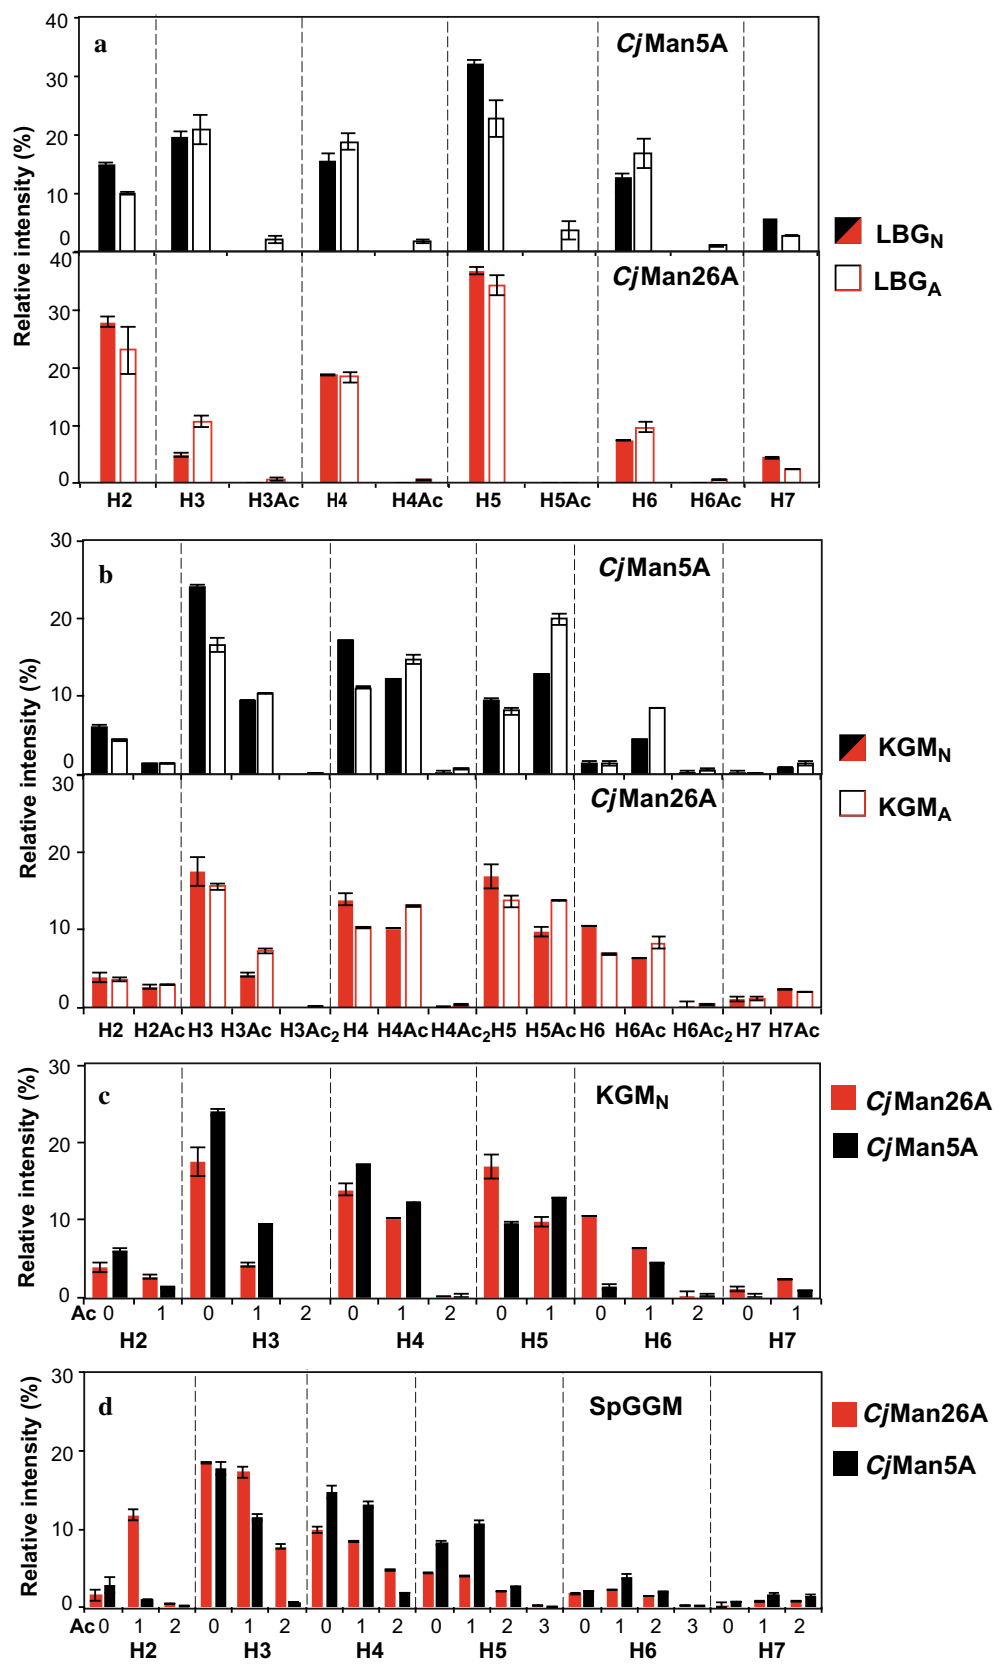 a
CjMan5A
40
30
20
10
0
Relative intensity (%)
LBGN
LBGA
CjMan26A
40
30
20
10
0
H2 H3 H3Ac H4 H4Ac H5 H5Ac H6 H6Ac H7
b
CjMan5A
30
20
10
0
Relative intensity (%)
KGMN
KGMA
CjMan26A
30
20
10
0
H2 H2Ac H3 H3Ac H3Ac2 H4 H4Ac H4Ac2 H5 H5Ac H6 H6Ac H6Ac2 H7 H7Ac
c
KGMN
30
20
10
0
Relative intensity (%)
CjMan26A
CjMan5A
Ac 0 1 0 1 2 0 1 2 0 1 0 1 2 0 1
H2 H3 H4 H5 H6 H7
d
SpGGM
30
20
10
0
Relative intensity (%)
CjMan26A
CjMan5A
Ac 0 1 2 0 1 2 0 1 2 0 1 2 3 0 1 2 3 0 1 2
H2 H3 H4 H5 H6 H7